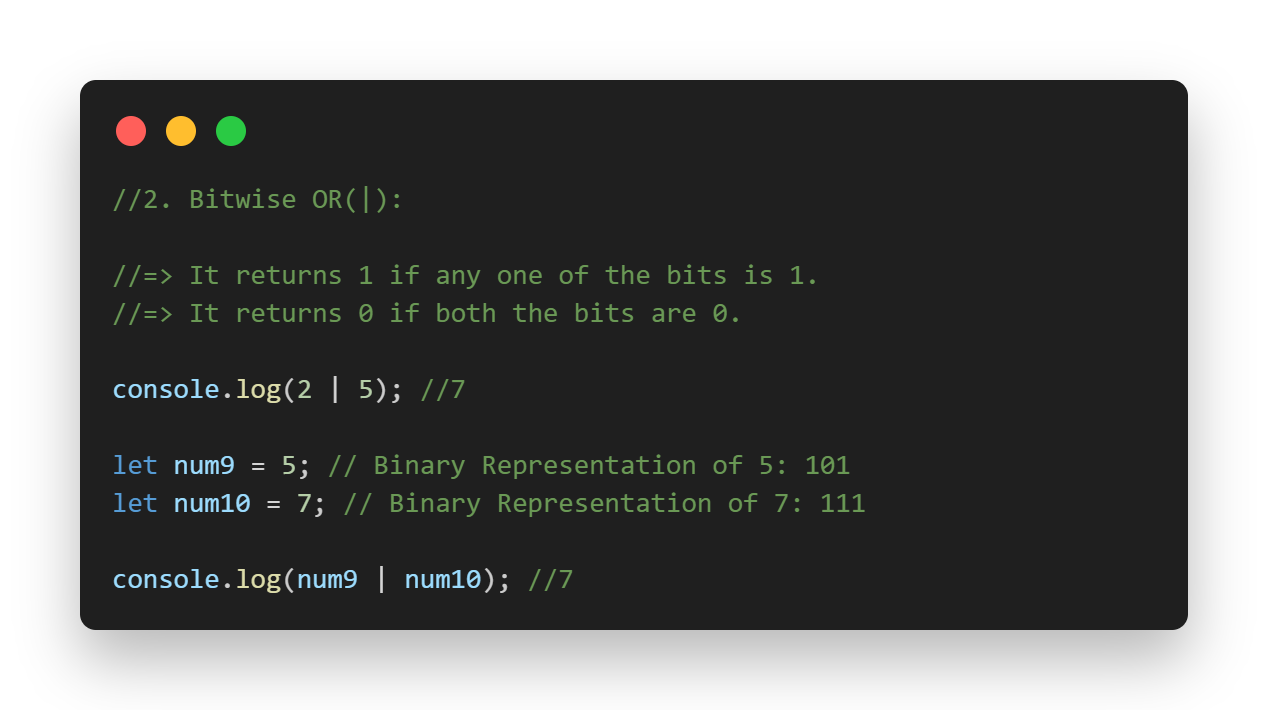 //2. Bitwise OR(|):
//=> It returns 1 if any one of the bits is 1.
//=> It returns 0 if both the bits are 0.
console.log(2 | 5); //7
let num9 = 5; // Binary Representation of 5: 101
let num10 = 7; // Binary Representation of 7: 111
console.log(num9 | num10); //7